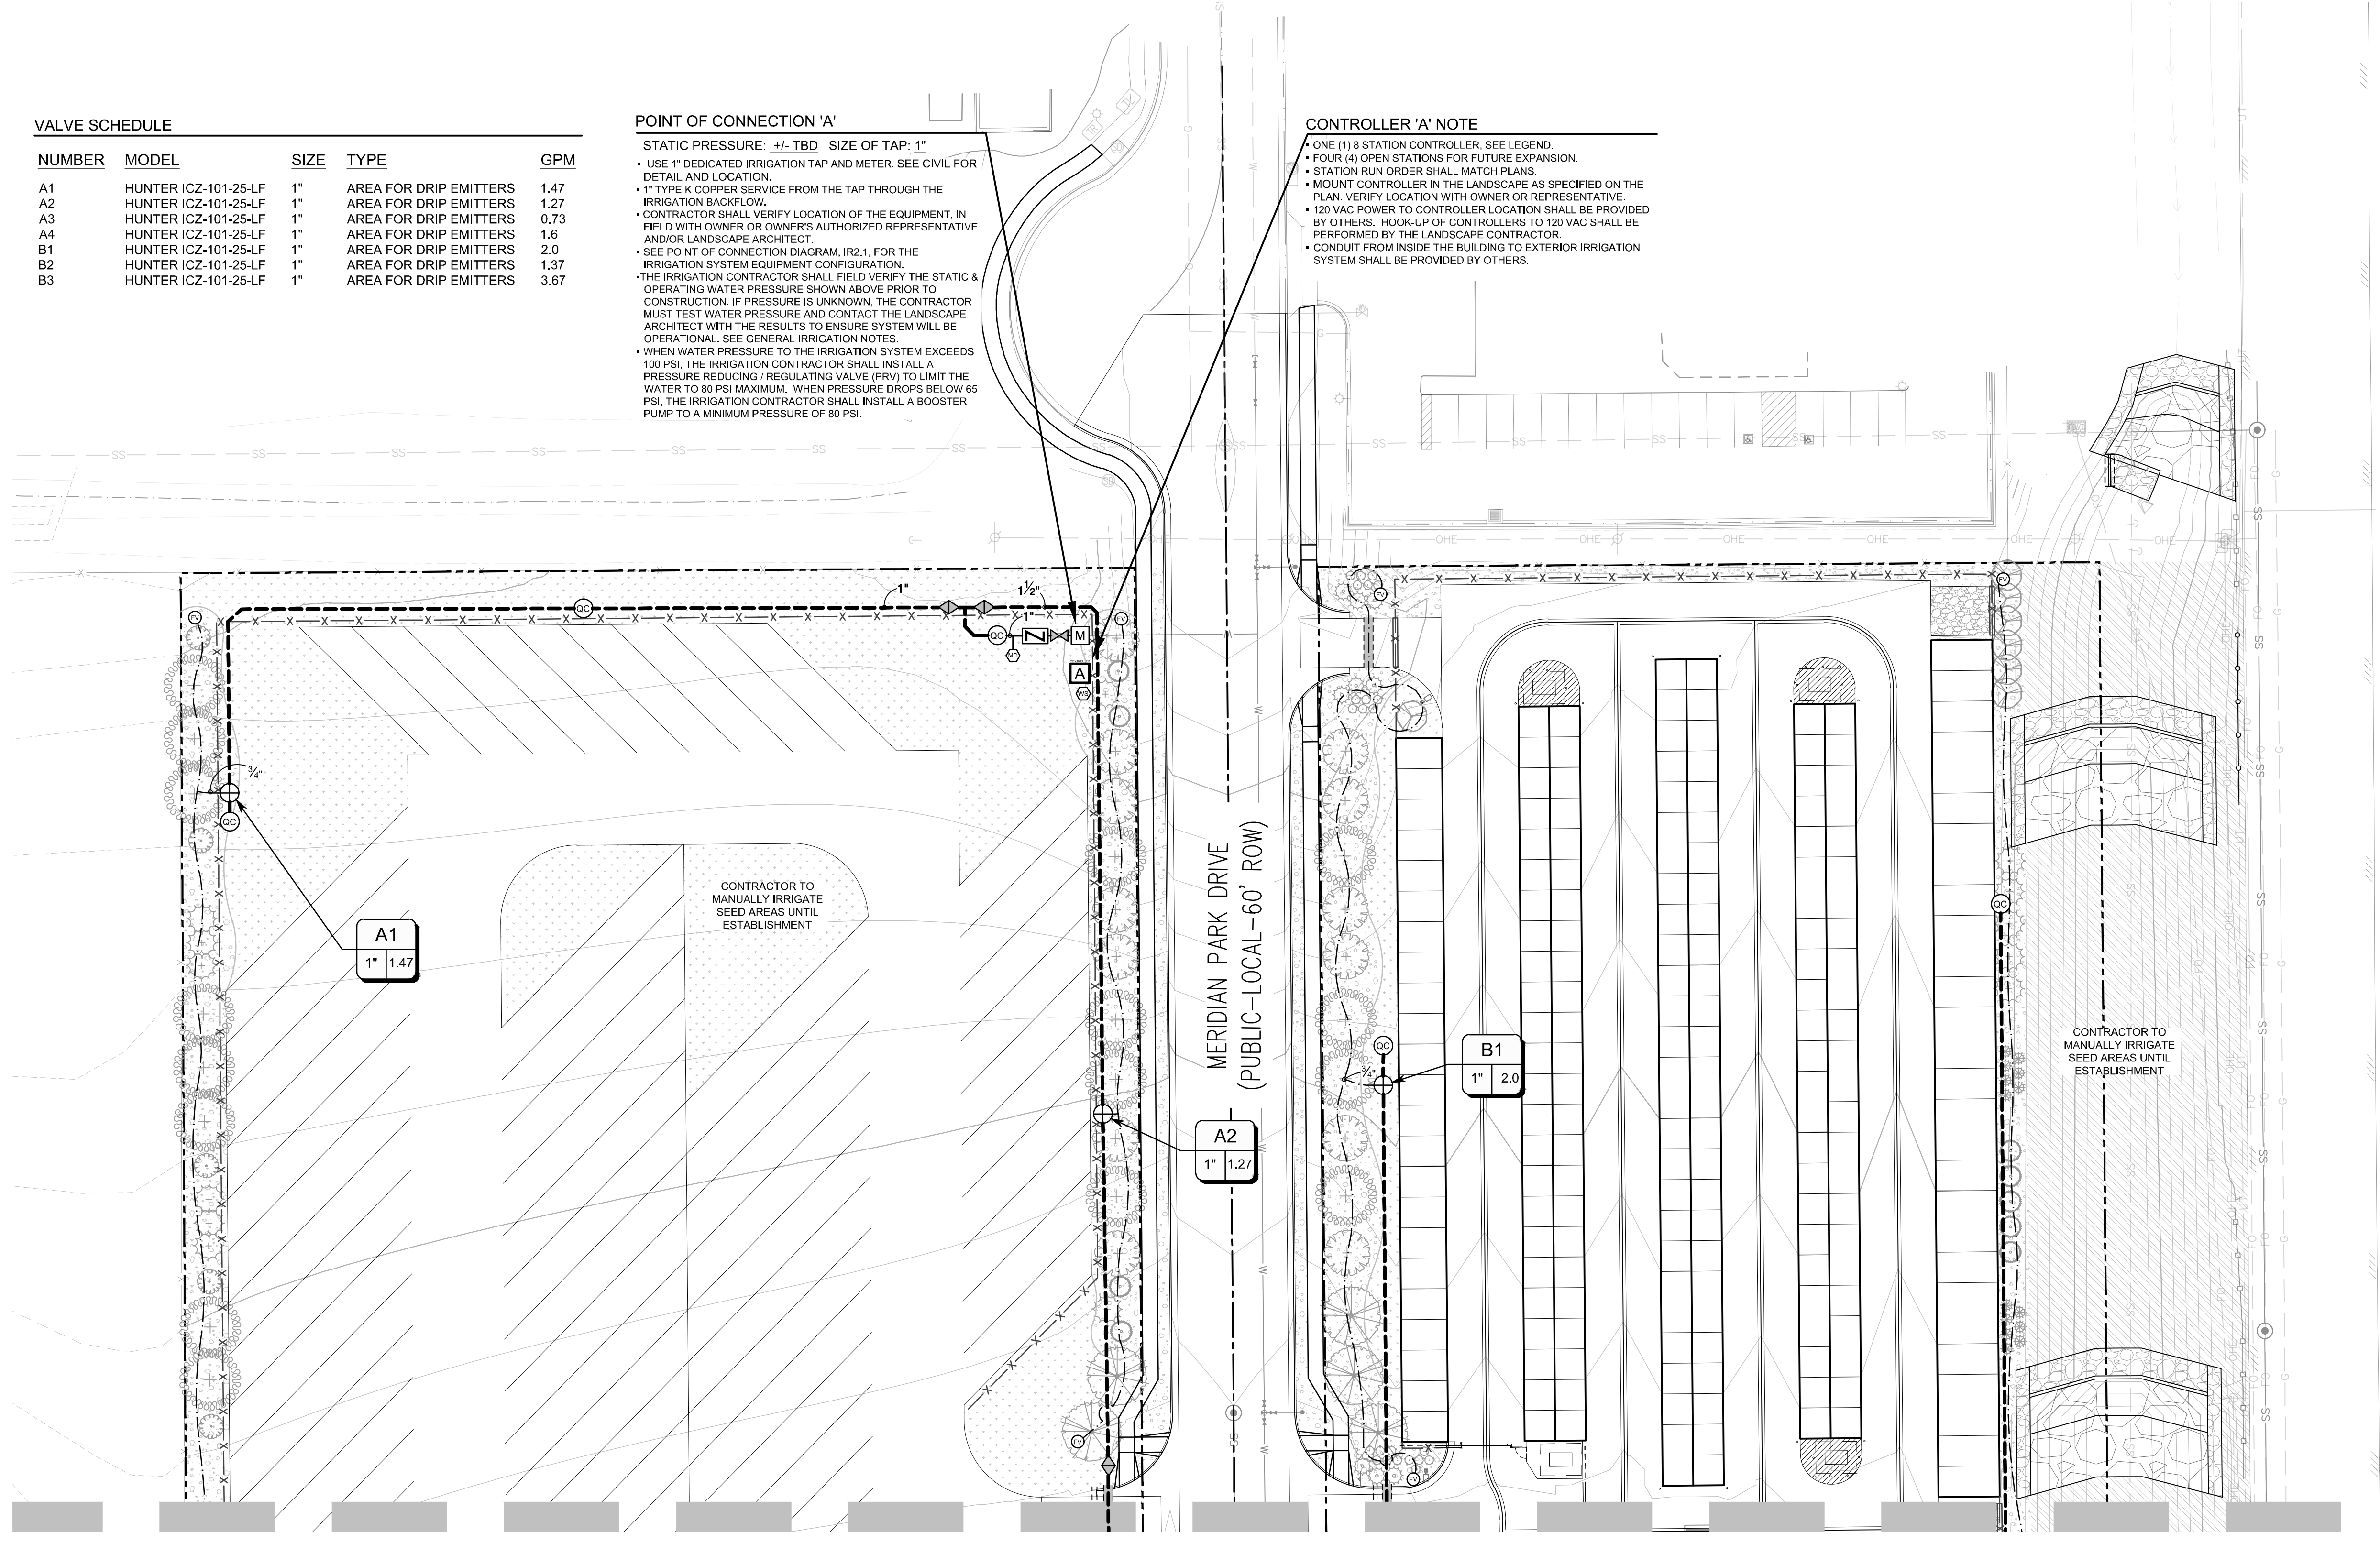 VALVE SCHEDULE
NUMBER MODEL SIZE TYPE GPM
A1 HUNTER ICZ-101-25-LF 1" AREA FOR DRIP EMITTERS 1.47
A2 HUNTER ICZ-101-25-LF 1" AREA FOR DRIP EMITTERS 1.27
A3 HUNTER ICZ-101-25-LF 1" AREA FOR DRIP EMITTERS 0.73
A4 HUNTER ICZ-101-25-LF 1" AREA FOR DRIP EMITTERS 1.6
B1 HUNTER ICZ-101-25-LF 1" AREA FOR DRIP EMITTERS 2.0
B2 HUNTER ICZ-101-25-LF 1" AREA FOR DRIP EMITTERS 1.37
B3 HUNTER ICZ-101-25-LF 1" AREA FOR DRIP EMITTERS 3.67
POINT OF CONNECTION 'A'
STATIC PRESSURE: +/- TBD SIZE OF TAP: 1"
▪ USE 1" DEDICATED IRRIGATION TAP AND METER. SEE CIVIL FOR
DETAIL AND LOCATION.
▪ 1" TYPE K COPPER SERVICE FROM THE TAP THROUGH THE
IRRIGATION BACKFLOW.
▪ CONTRACTOR SHALL VERIFY LOCATION OF THE EQUIPMENT, IN
FIELD WITH OWNER OR OWNER'S AUTHORIZED REPRESENTATIVE
AND/OR LANDSCAPE ARCHITECT.
▪ SEE POINT OF CONNECTION DIAGRAM, IR2.1, FOR THE
IRRIGATION SYSTEM EQUIPMENT CONFIGURATION.
▪THE IRRIGATION CONTRACTOR SHALL FIELD VERIFY THE STATIC &
OPERATING WATER PRESSURE SHOWN ABOVE PRIOR TO
CONSTRUCTION. IF PRESSURE IS UNKNOWN, THE CONTRACTOR
MUST TEST WATER PRESSURE AND CONTACT THE LANDSCAPE
ARCHITECT WITH THE RESULTS TO ENSURE SYSTEM WILL BE
OPERATIONAL. SEE GENERAL IRRIGATION NOTES.
▪ WHEN WATER PRESSURE TO THE IRRIGATION SYSTEM EXCEEDS
100 PSI, THE IRRIGATION CONTRACTOR SHALL INSTALL A
PRESSURE REDUCING / REGULATING VALVE (PRV) TO LIMIT THE
WATER TO 80 PSI MAXIMUM. WHEN PRESSURE DROPS BELOW 65
PSI, THE IRRIGATION CONTRACTOR SHALL INSTALL A BOOSTER
PUMP TO A MINIMUM PRESSURE OF 80 PSI.
CONTROLLER 'A' NOTE
▪ ONE (1) 8 STATION CONTROLLER, SEE LEGEND.
▪ FOUR (4) OPEN STATIONS FOR FUTURE EXPANSION.
▪ STATION RUN ORDER SHALL MATCH PLANS.
▪ MOUNT CONTROLLER IN THE LANDSCAPE AS SPECIFIED ON THE
PLAN. VERIFY LOCATION WITH OWNER OR REPRESENTATIVE.
▪ 120 VAC POWER TO CONTROLLER LOCATION SHALL BE PROVIDED
BY OTHERS. HOOK-UP OF CONTROLLERS TO 120 VAC SHALL BE
PERFORMED BY THE LANDSCAPE CONTRACTOR.
▪ CONDUIT FROM INSIDE THE BUILDING TO EXTERIOR IRRIGATION
SYSTEM SHALL BE PROVIDED BY OTHERS.
1"
1½"
1"
QC
QC
M
MD
A
WS
FV
FV
FV
FV
¾"
QC
A1
1" 1.47
CONTRACTOR TO
MANUALLY IRRIGATE
SEED AREAS UNTIL
ESTABLISHMENT
MERIDIAN PARK DRIVE
(PUBLIC-LOCAL-60' ROW)
QC
¾"
B1
1" 2.0
A2
1" 1.27
QC
CONTRACTOR TO
MANUALLY IRRIGATE
SEED AREAS UNTIL
ESTABLISHMENT
FV
FV